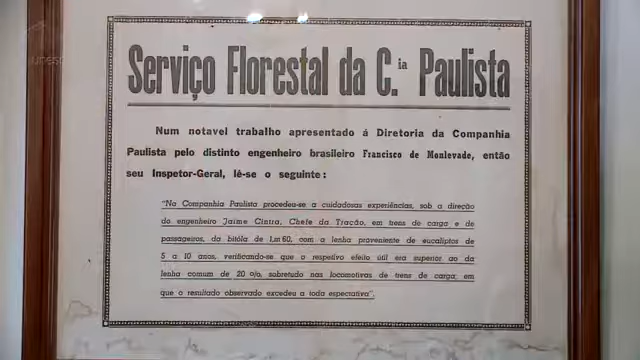 unesp
Serviço Florestal da C.ia Paulista
Num notavel trabalho apresentado á Diretoria da Companhia
Paulista pelo distinto engenheiro brasileiro Francisco de Monlevade, então
seu Inspetor-Geral, lê-se o seguinte :
"Na Companhia Paulista procedeu-se a cuidadosas experiências, sob a direção
do engenheiro Jaime Cintra, Chefe da Tração, em trens de carga e de
passageiros, da bitóla de 1,m60, com a lenha proveniente de eucaliptos de
5 a 10 anos, verificando-se que o respetivo efeito útil era superior ao da
lenha comum de 20 o/o, sobretudo nas locomotivas de trens de carga, em
que o resultado observado excedeu a toda espectativa".